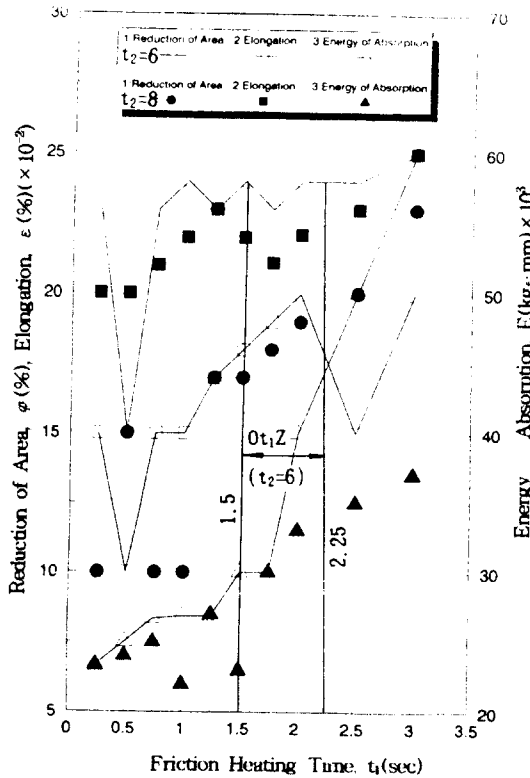 1 Reduction of Area 2 Elongation 3 Energy of Absorption
t₂=6
1 Reduction of Area 2 Elongation 3 Energy of Absorption
t₂=8
Reduction of Area, φ(%), Elongation, ε(%)(×10⁻²)
30
25
20
15
10
5
70
60
50
40
30
20
Energy Absorption E(kg·mm)×10³
Ot₁Z
(t₂=6)
1.5
2.25
0 0.5 1 1.5 2 2.5 3 3.5
Friction Heating Time, t₁(sec)